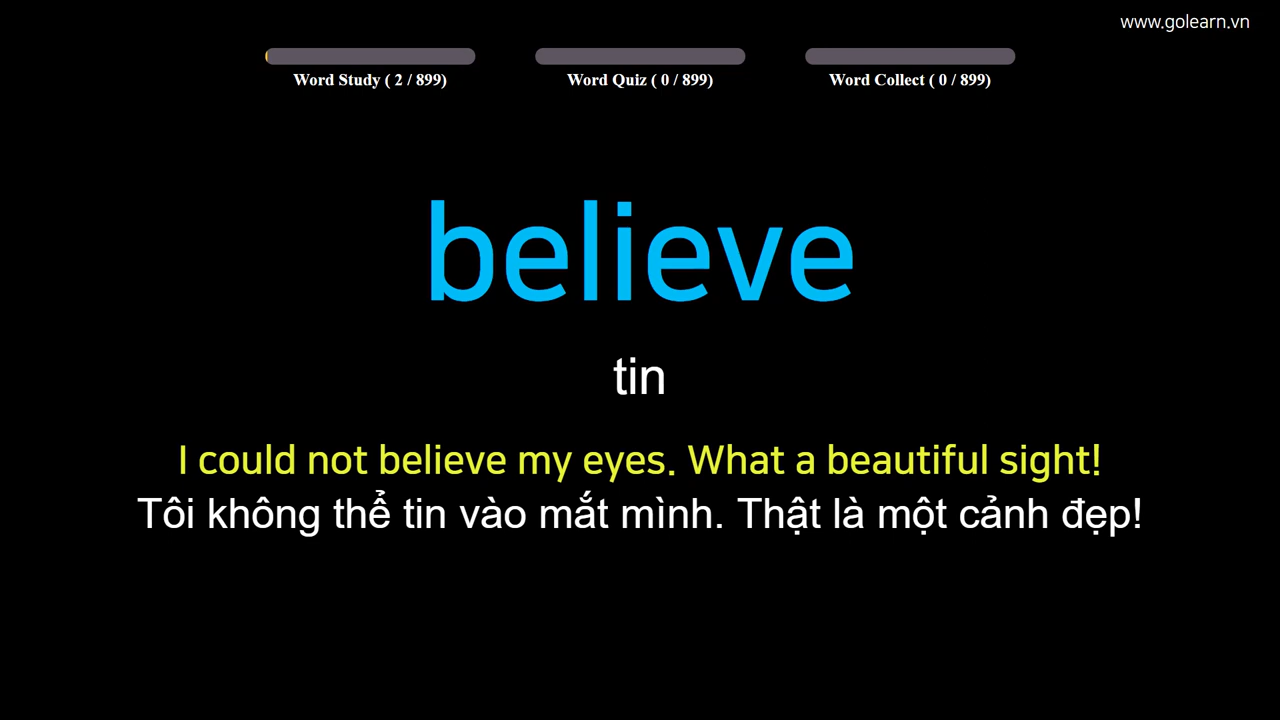 www.golearn.vn
Word Study ( 2 / 899)
Word Quiz ( 0 / 899)
Word Collect ( 0 / 899)
believe
tin
I could not believe my eyes. What a beautiful sight!
Tôi không thể tin vào mắt mình. Thật là một cảnh đẹp!